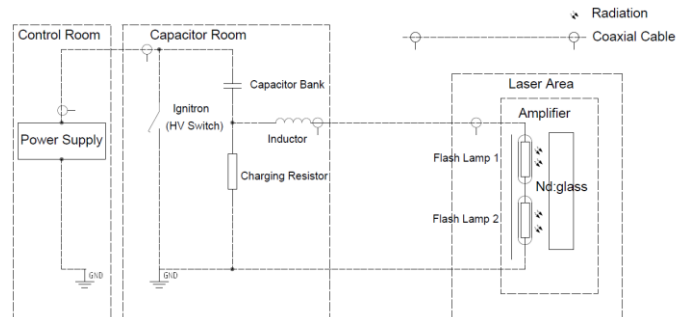 Radiation
Coaxial Cable
Control Room
Capacitor Room
Laser Area
Capacitor Bank
Ignitron
(HV Switch)
Amplifier
Power Supply
Inductor
Flash Lamp 1
Charging Resistor
Nd:glass
Flash Lamp 2
GND
GND